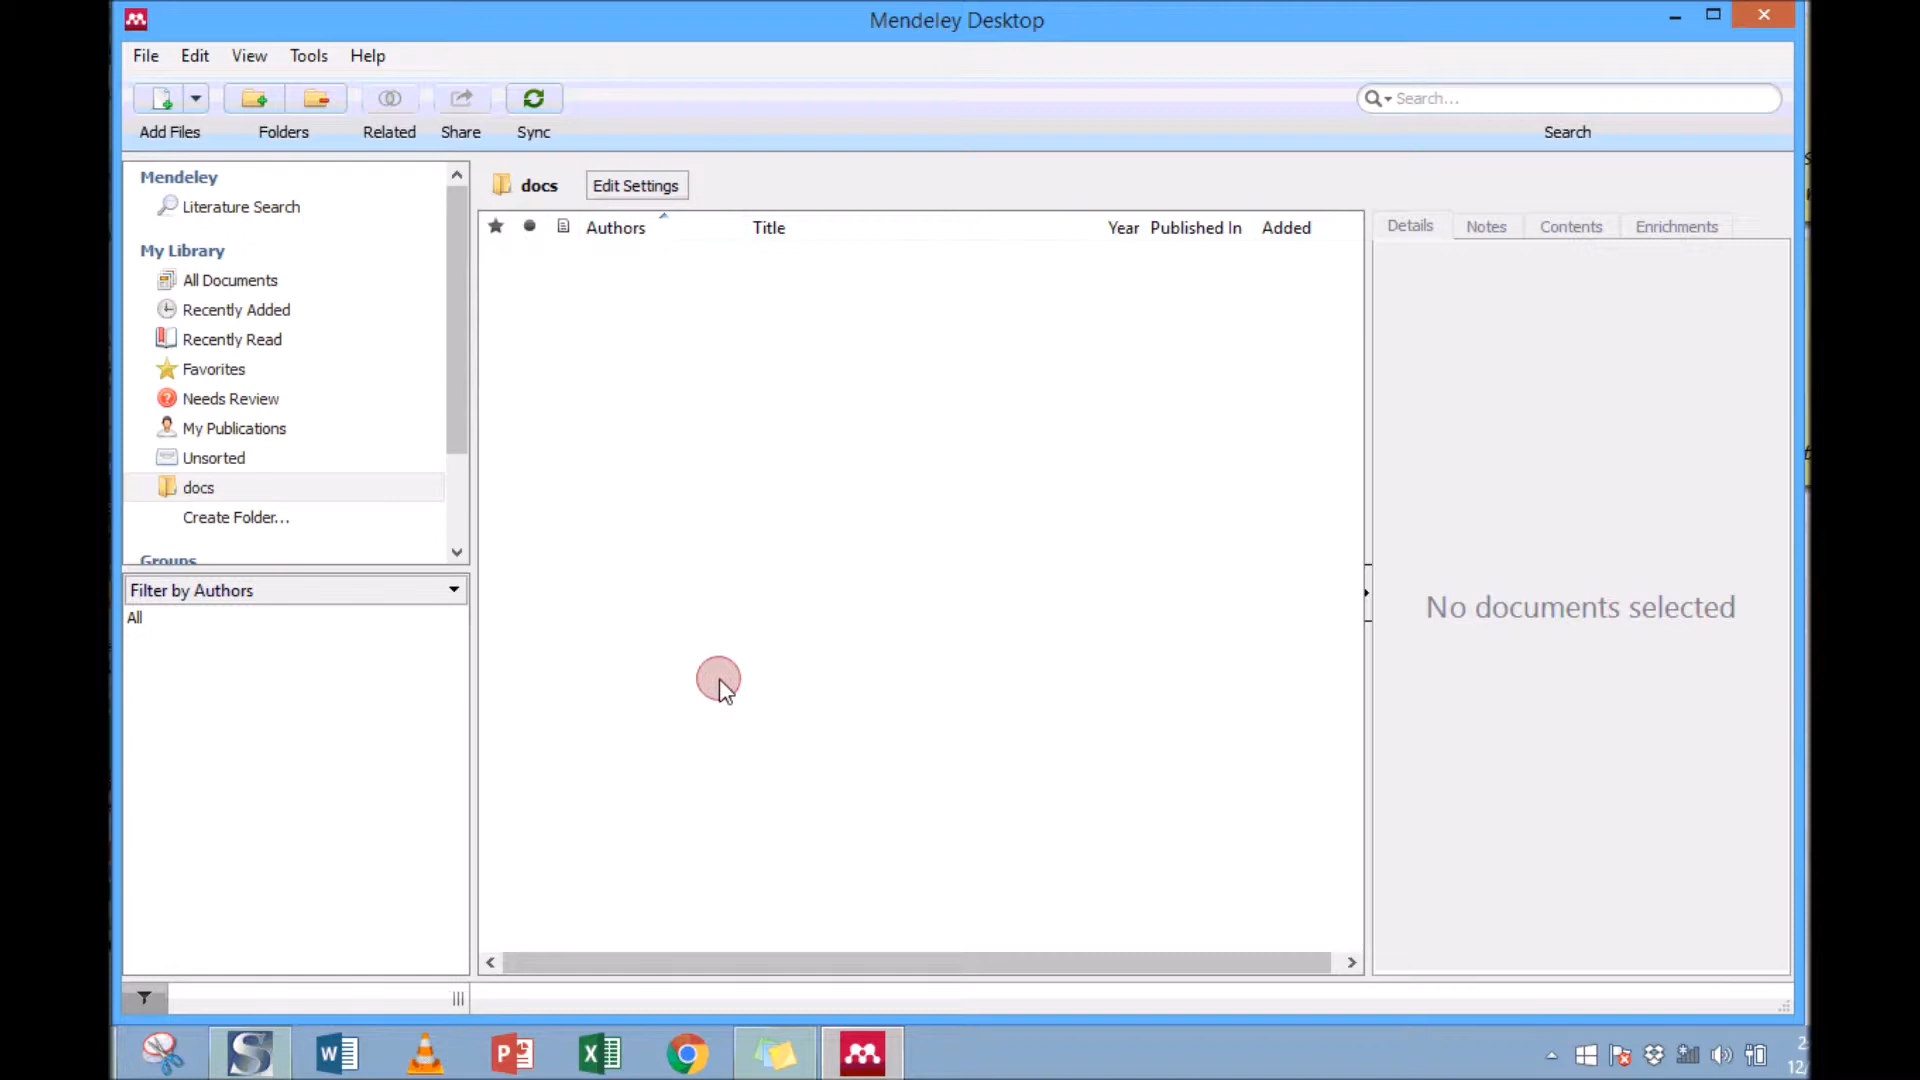 Mendeley Desktop
File Edit View Tools Help
Search...
Add Files Folders Related Share Sync Search
Mendeley
Literature Search
My Library
All Documents
Recently Added
Recently Read
Favorites
Needs Review
My Publications
Unsorted
docs
Create Folder...
Groups
Filter by Authors
All
docs Edit Settings
Authors Title Year Published In Added
Details Notes Contents Enrichments
No documents selected